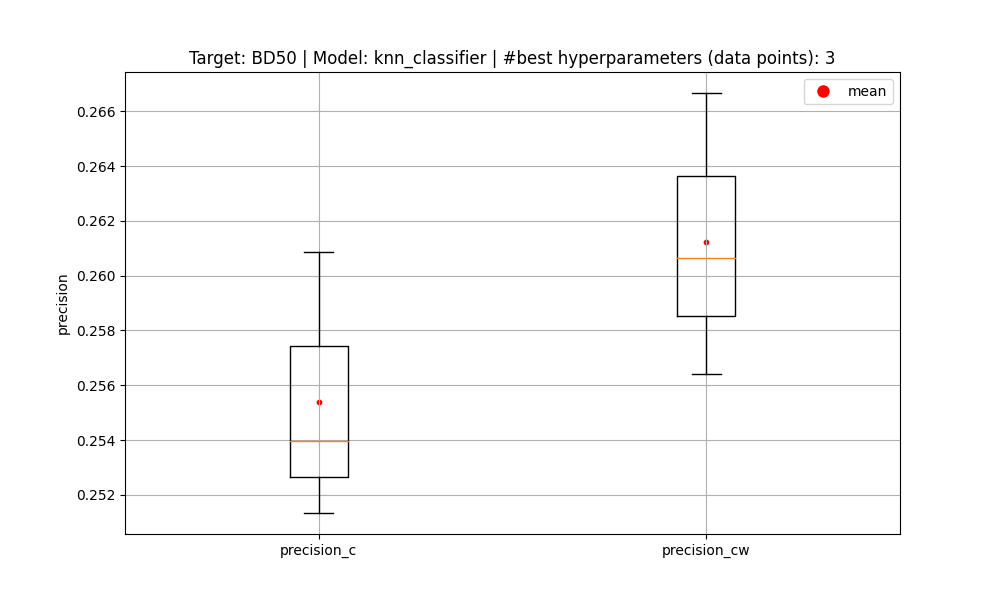 Target: BD50 | Model: knn_classifier | #best hyperparameters (data points): 3
mean
0.266
0.264
0.262
0.260
0.258
0.256
0.254
0.252
precision
precision_c
precision_cw